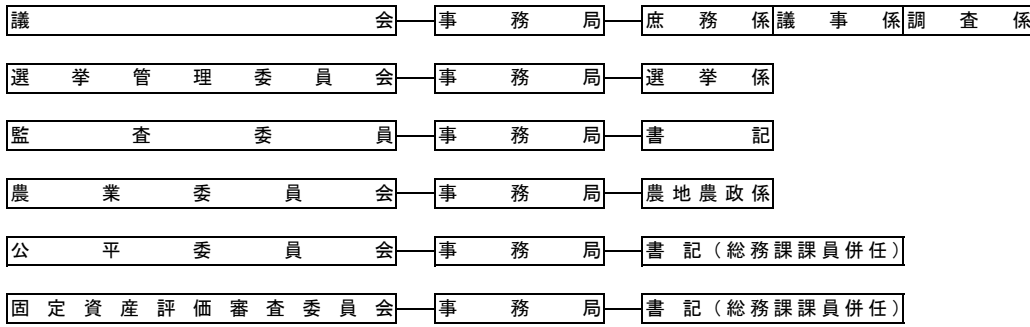 議会 事務局 庶務係 議事係 調査係
選挙管理委員会 事務局 選挙係
監査委員 事務局 書記
農業委員会 事務局 農地農政係
公平委員会 事務局 書記（総務課課員併任）
固定資産評価審査委員会 事務局 書記（総務課課員併任）